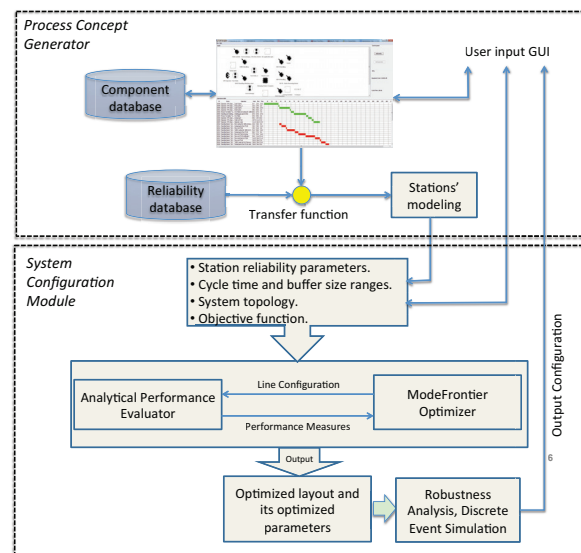 Process Concept
Generator
User input GUI
Component
database
Reliability
database
Transfer function
Stations'
modeling
System
Configuration
Module
• Station reliability parameters.
• Cycle time and buffer size ranges.
• System topology.
• Objective function.
Analytical Performance
Evaluator
Line Configuration
Performance Measures
ModeFrontier
Optimizer
Output
Optimized layout and
its optimized
parameters
Robustness
Analysis, Discrete
Event Simulation
Output Configuration
6